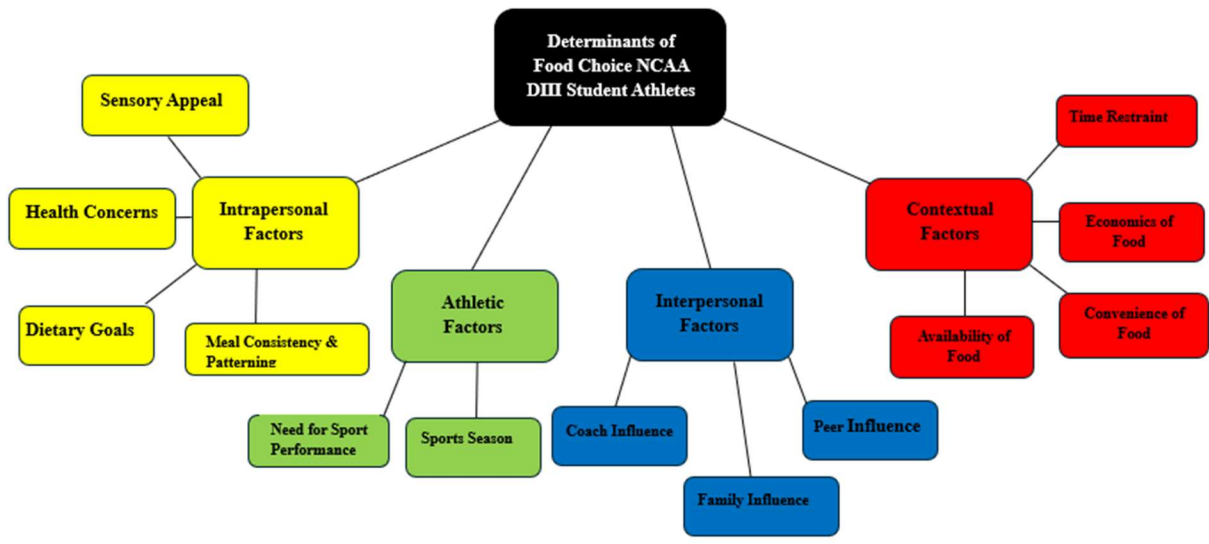 Determinants of
Food Choice NCAA
DIII Student Athletes
Sensory Appeal
Health Concerns
Dietary Goals
Meal Consistency &
Patterning
Intrapersonal
Factors
Athletic
Factors
Need for Sport
Performance
Sports Season
Interpersonal
Factors
Coach Influence
Family Influence
Peer Influence
Contextual
Factors
Time Restraint
Economics of
Food
Convenience of
Food
Availability of
Food